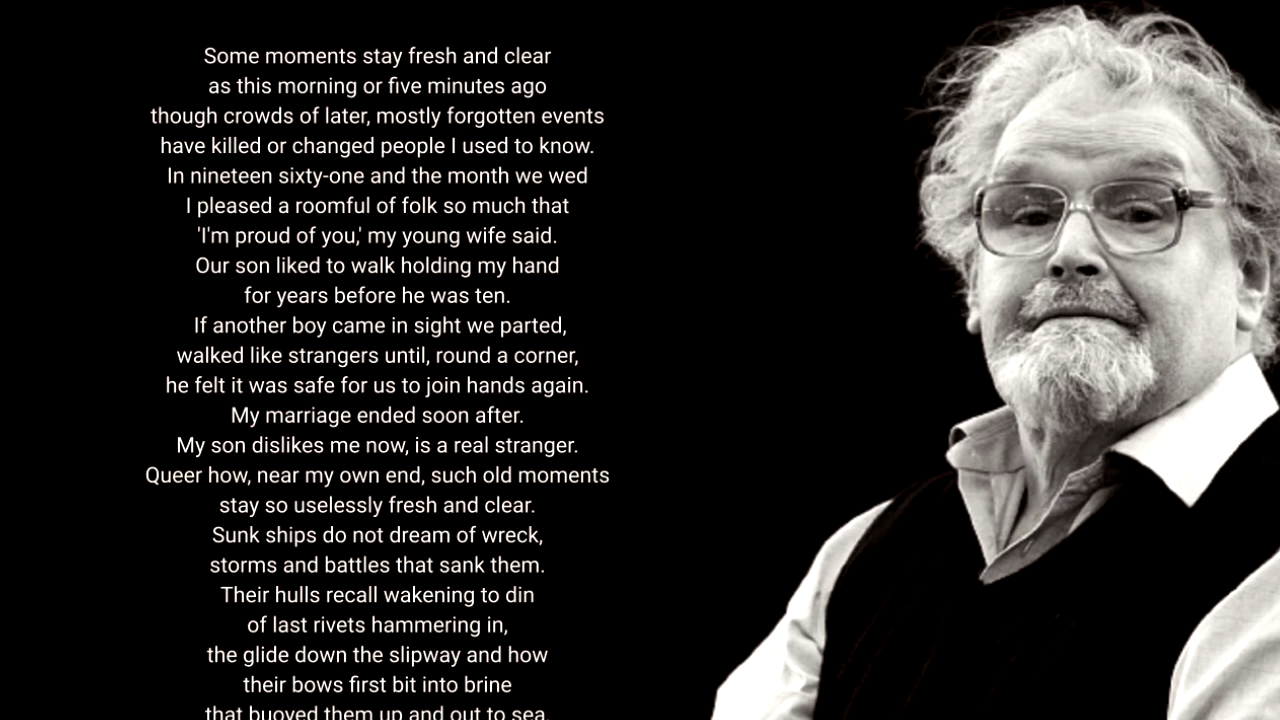 Some moments stay fresh and clear
as this morning or five minutes ago
though crowds of later, mostly forgotten events
have killed or changed people I used to know.
In nineteen sixty-one and the month we wed
I pleased a roomful of folk so much that
'I'm proud of you,' my young wife said.
Our son liked to walk holding my hand
for years before he was ten.
If another boy came in sight we parted,
walked like strangers until, round a corner,
he felt it was safe for us to join hands again.
My marriage ended soon after.
My son dislikes me now, is a real stranger.
Queer how, near my own end, such old moments
stay so uselessly fresh and clear.
Sunk ships do not dream of wreck,
storms and battles that sank them.
Their hulls recall wakening to din
of last rivets hammering in,
the glide down the slipway and how
their bows first bit into brine
that buoyed them up and out to sea.